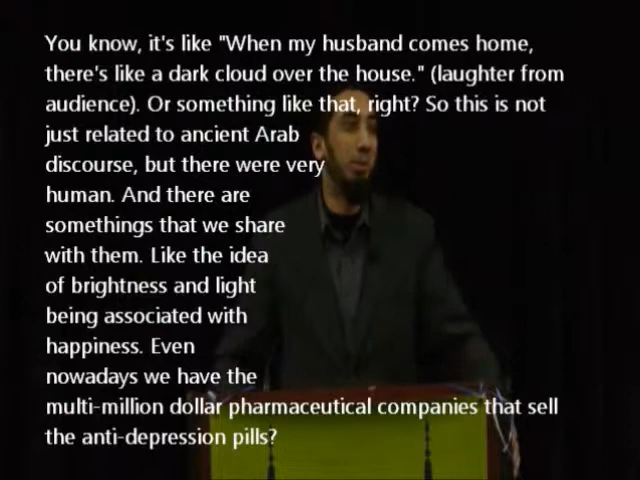 You know, it's like "When my husband comes home,
there's like a dark cloud over the house." (laughter from
audience). Or something like that, right? So this is not
just related to ancient Arab
discourse, but there were very
human. And there are
somethings that we share
with them. Like the idea
of brightness and light
being associated with
happiness. Even
nowadays we have the
multi-million dollar pharmaceutical companies that sell
the anti-depression pills?